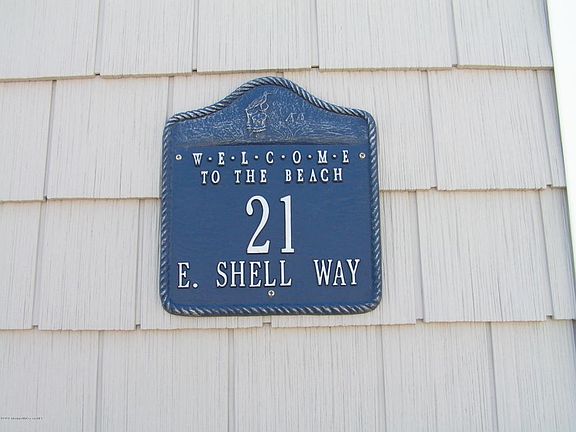 W·E·L·C·O·M·E
TO THE BEACH
21
E. SHELL WAY